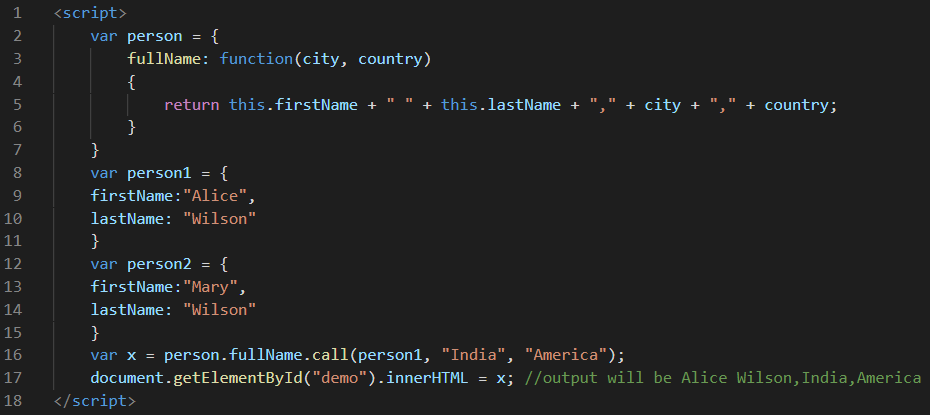 1 <script>
2 var person = {
3 fullName: function(city, country)
4 {
5 return this.firstName + " " + this.lastName + "," + city + "," + country;
6 }
7 }
8 var person1 = {
9 firstName:"Alice",
10 lastName: "Wilson"
11 }
12 var person2 = {
13 firstName:"Mary",
14 lastName: "Wilson"
15 }
16 var x = person.fullName.call(person1, "India", "America");
17 document.getElementById("demo").innerHTML = x; //output will be Alice Wilson,India,America
18 </script>